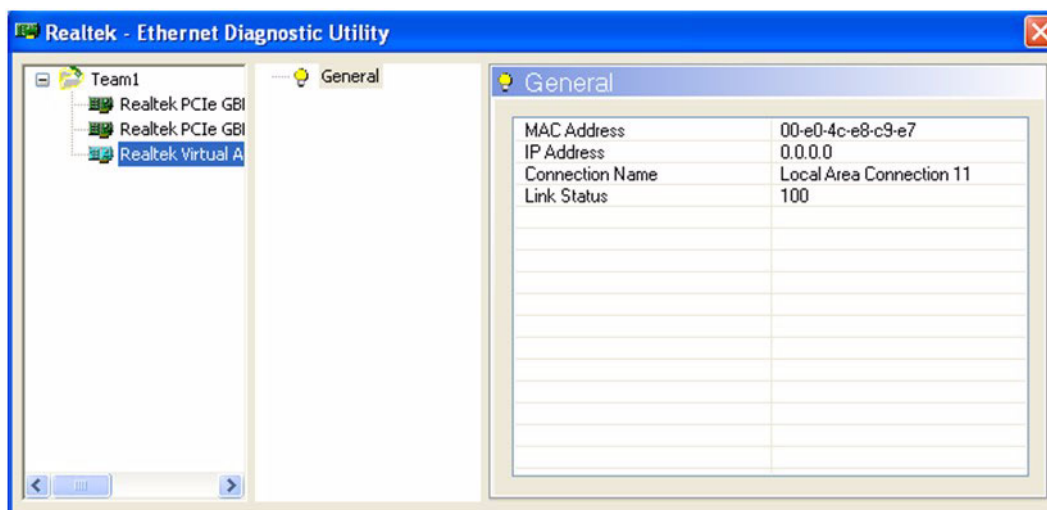 Realtek - Ethernet Diagnostic Utility
Team1
Realtek PCIe GBI
Realtek PCIe GBI
Realtek Virtual A
General
General
MAC Address 00-e0-4c-e8-c9-e7
IP Address 0.0.0.0
Connection Name Local Area Connection 11
Link Status 100